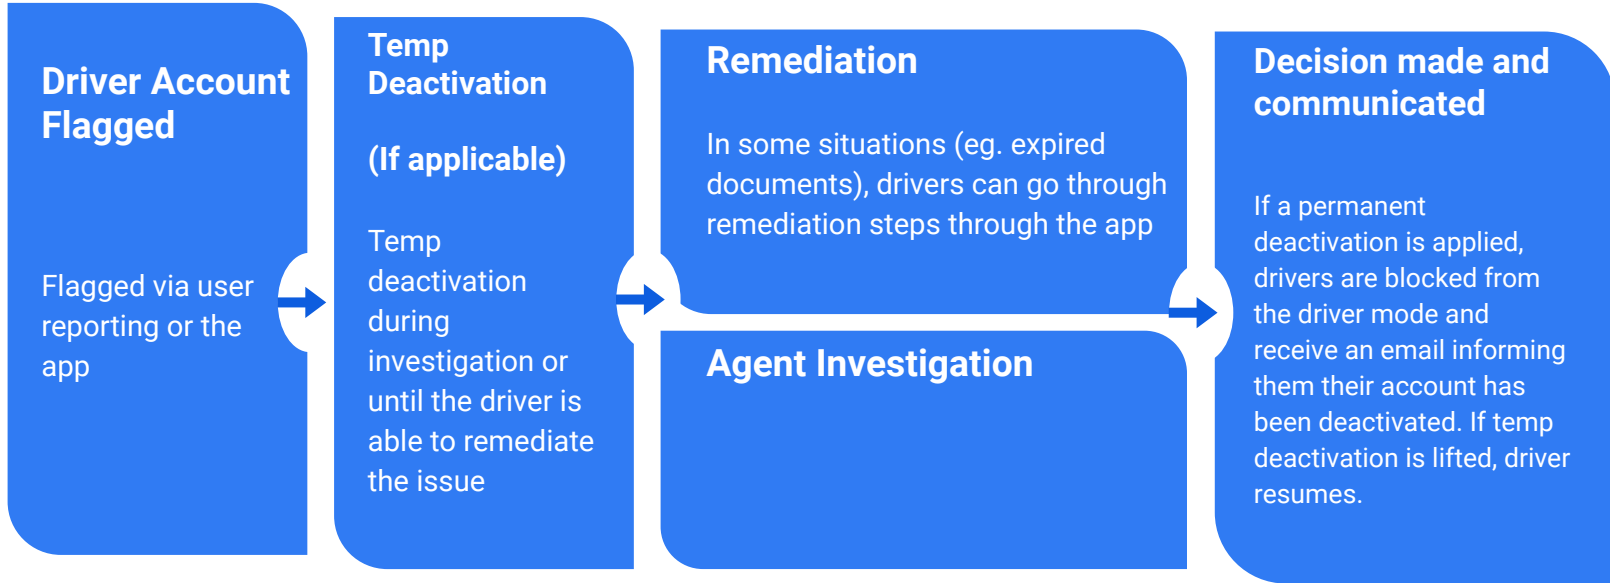 Driver Account
Flagged
Flagged via user
reporting or the
app
Temp
Deactivation
(If applicable)
Temp
deactivation
during
investigation or
until the driver is
able to remediate
the issue
Remediation
In some situations (eg. expired
documents), drivers can go through
remediation steps through the app
Agent Investigation
Decision made and
communicated
If a permanent
deactivation is applied,
drivers are blocked from
the driver mode and
receive an email informing
them their account has
been deactivated. If temp
deactivation is lifted, driver
resumes.